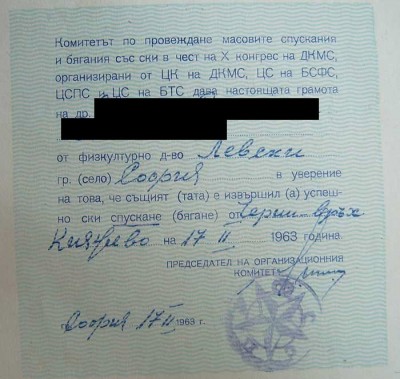 Комитетът по провеждане масовите спускания
и бягания със ски в чест на X конгрес на ДКМС,
организирани от ЦК на ДКМС, ЦС на БСФС,
ЦСПС и ЦС на БТС дава настоящата грамота
на др.
от физкултурно д-во Левски
гр. (село) София в уверение
на това, че същият (тата) е извършил (а) успеш-
но ски спускане (бягане) от Черни-връх
Княжево на 17 II 1963 година.
ПРЕДСЕДАТЕЛ НА ОРГАНИЗАЦИОННИЯ
КОМИТЕТ:
г. София 17 II 1963 г.